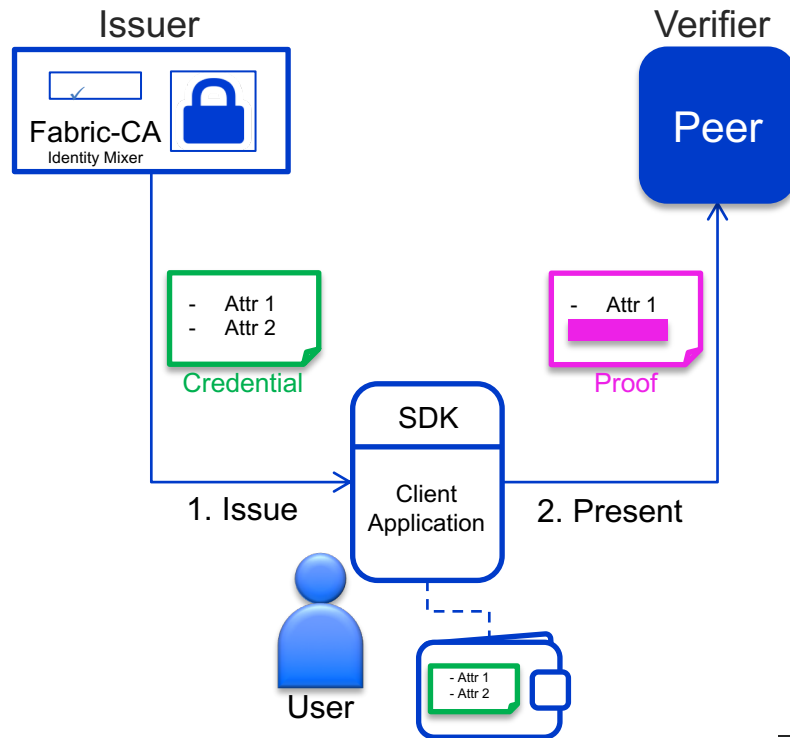 Issuer
Verifier
Fabric-CA
Identity Mixer
Peer
- Attr 1
- Attr 2
Credential
- Attr 1
Proof
SDK
Client
Application
1. Issue
2. Present
User
- Attr 1
- Attr 2